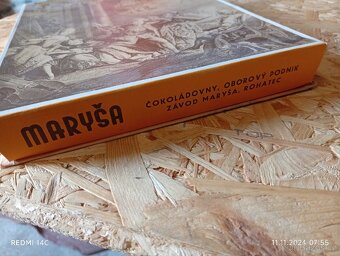 MARYŠA
ČOKOLÁDOVNY, OBOROVÝ PODNIK
ZÁVOD MARYŠA, ROHATEC
REDMI 14C
11.11.2024 07:55